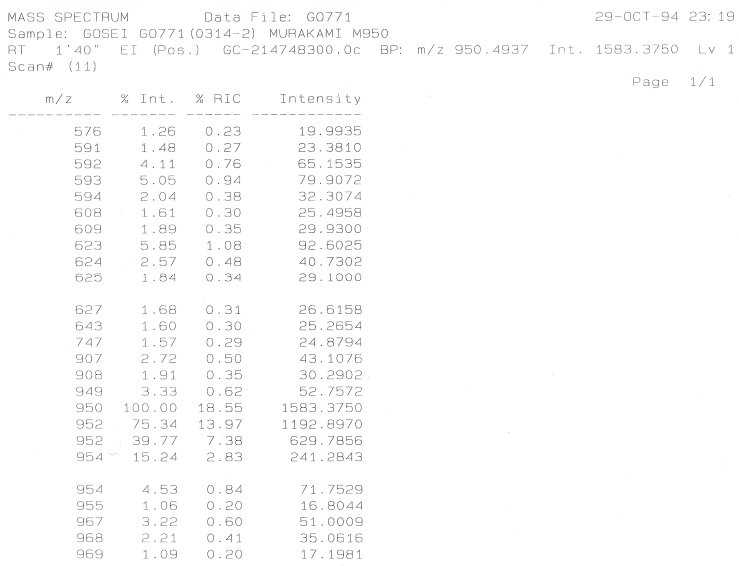 MASS SPECTRUM Data File: GO771 29-OCT-94 23:19
Sample: GOSEI GO771(0314-2) MURAKAMI M950
RT 1'40" EI (Pos.) GC-214748300.0c BP: m/z 950.4937 Int. 1583.3750 Lv 1
Scan# (11)
Page 1/1
m/z % Int. % RIC Intensity
---------- ------- ------ ------------
576 1.26 0.23 19.9935
591 1.48 0.27 23.3810
592 4.11 0.76 65.1535
593 5.05 0.94 79.9072
594 2.04 0.38 32.3074
608 1.61 0.30 25.4958
609 1.89 0.35 29.9300
623 5.85 1.08 92.6025
624 2.57 0.48 40.7302
625 1.84 0.34 29.1000
627 1.68 0.31 26.6158
643 1.60 0.30 25.2654
747 1.57 0.29 24.8794
907 2.72 0.50 43.1076
908 1.91 0.35 30.2902
949 3.33 0.62 52.7572
950 100.00 18.55 1583.3750
952 75.34 13.97 1192.8970
952 39.77 7.38 629.7856
954 15.24 2.83 241.2843
954 4.53 0.84 71.7529
955 1.06 0.20 16.8044
967 3.22 0.60 51.0009
968 2.21 0.41 35.0616
969 1.09 0.20 17.1981